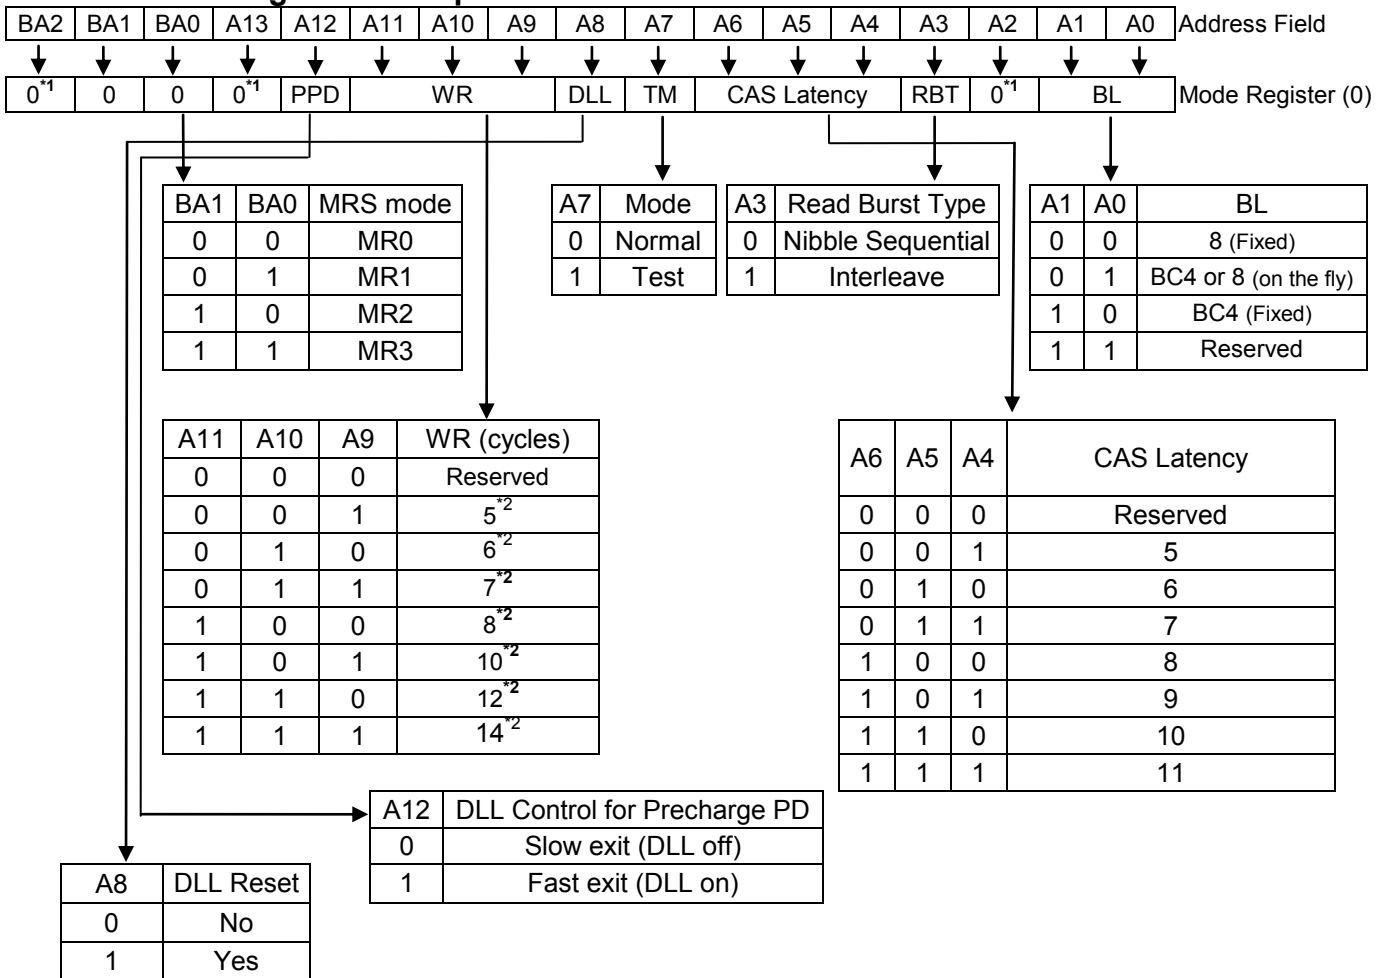 BA2 BA1 BA0 A13 A12 A11 A10 A9 A8 A7 A6 A5 A4 A3 A2 A1 A0 Address Field
0*1 0 0 0*1 PPD WR DLL TM CAS Latency RBT 0*1 BL Mode Register (0)
BA1 BA0 MRS mode
0 0 MR0
0 1 MR1
1 0 MR2
1 1 MR3
A7 Mode
0 Normal
1 Test
A3 Read Burst Type
0 Nibble Sequential
1 Interleave
A1 A0 BL
0 0 8 (Fixed)
0 1 BC4 or 8 (on the fly)
1 0 BC4 (Fixed)
1 1 Reserved
A11 A10 A9 WR (cycles)
0 0 0 Reserved
0 0 1 5*2
0 1 0 6*2
0 1 1 7*2
1 0 0 8*2
1 0 1 10*2
1 1 0 12*2
1 1 1 14*2
A6 A5 A4 CAS Latency
0 0 0 Reserved
0 0 1 5
0 1 0 6
0 1 1 7
1 0 0 8
1 0 1 9
1 1 0 10
1 1 1 11
A12 DLL Control for Precharge PD
0 Slow exit (DLL off)
1 Fast exit (DLL on)
A8 DLL Reset
0 No
1 Yes